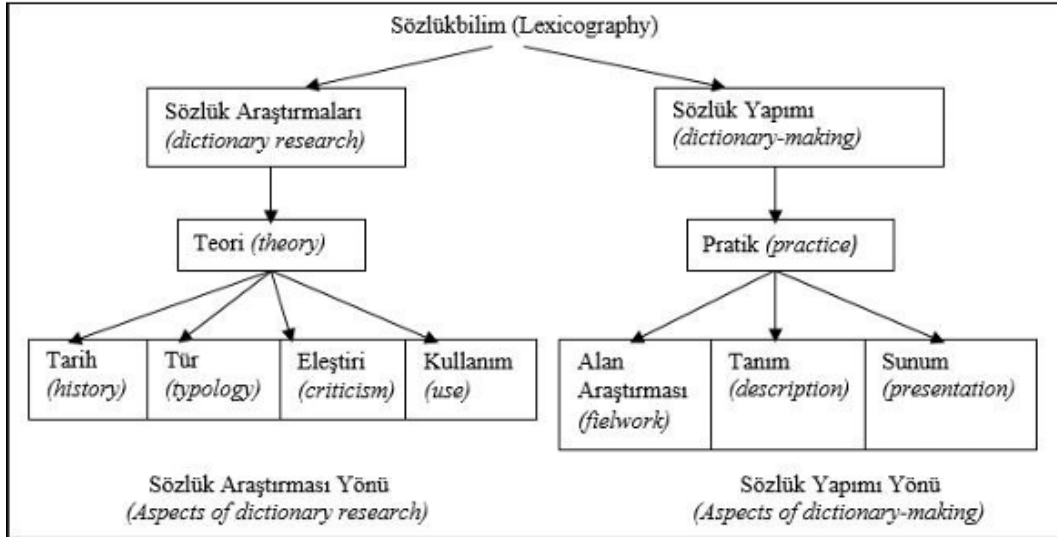 Sözlükbilim (Lexicography)
Sözlük Araştırmaları
(dictionary research)
Sözlük Yapımı
(dictionary-making)
Teori (theory)
Pratik (practice)
Tarih
(history)
Tür
(typology)
Eleştiri
(criticism)
Kullanım
(use)
Alan
Araştırması
(fielwork)
Tanım
(description)
Sunum
(presentation)
Sözlük Araştırması Yönü
(Aspects of dictionary research)
Sözlük Yapımı Yönü
(Aspects of dictionary-making)